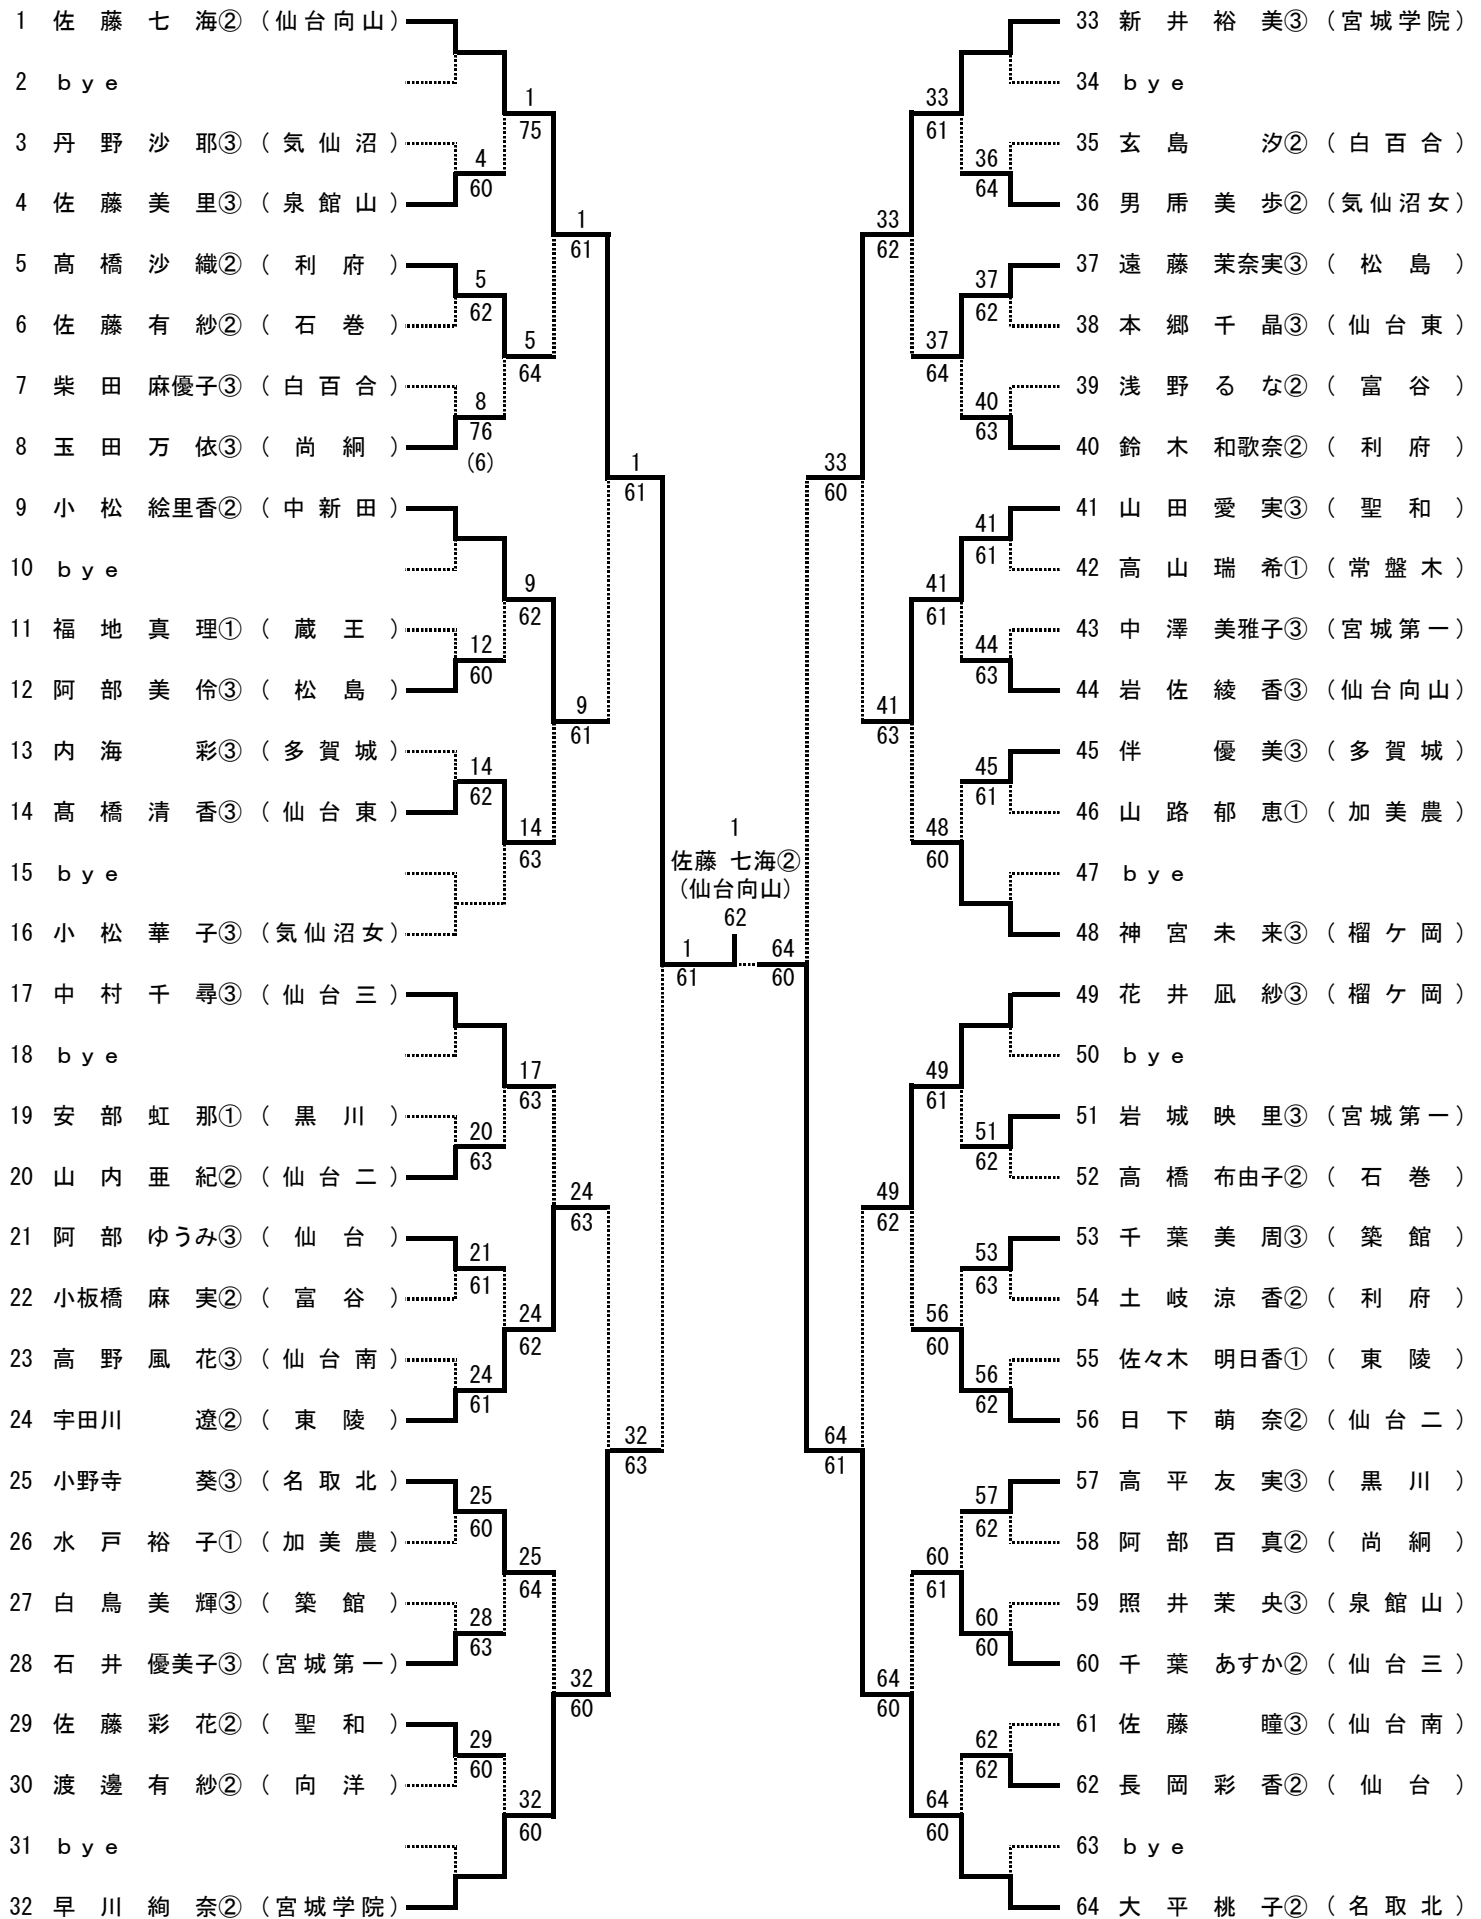 1 佐藤七海② (仙台向山)
2 bye
3 丹野沙耶③ (気仙沼)
4 佐藤美里③ (泉館山)
5 髙橋沙織② (利府)
6 佐藤有紗② (石巻)
7 柴田麻優子③ (白百合)
8 玉田万依③ (尚絅)
9 小松絵里香② (中新田)
10 bye
11 福地真理① (蔵王)
12 阿部美伶③ (松島)
13 内海彩③ (多賀城)
14 髙橋清香③ (仙台東)
15 bye
16 小松華子③ (気仙沼女)
17 中村千尋③ (仙台三)
18 bye
19 安部虹那① (黒川)
20 山内亜紀② (仙台二)
21 阿部ゆうみ③ (仙台)
22 小板橋麻実② (富谷)
23 高野風花③ (仙台南)
24 宇田川遼② (東陵)
25 小野寺葵③ (名取北)
26 水戸裕子① (加美農)
27 白鳥美輝③ (築館)
28 石井優美子③ (宮城第一)
29 佐藤彩花② (聖和)
30 渡邊有紗② (向洋)
31 bye
32 早川絢奈② (宮城学院)
4
60
5
62
8
76
(6)
12
60
14
62
20
63
21
61
24
61
25
60
28
63
29
60
1
75
5
64
9
62
14
63
17
63
24
62
25
64
32
60
1
61
9
61
24
63
32
60
1
61
32
63
1
61
1
佐藤 七海②
(仙台向山)
62
64
60
33
60
64
61
33
62
41
63
49
62
64
60
33
61
37
64
41
61
48
60
49
61
56
60
60
61
64
60
36
64
37
62
40
63
41
61
44
63
45
61
51
62
53
63
56
62
57
62
60
60
62
62
33 新井裕美③ (宮城学院)
34 bye
35 玄島汐② (白百合)
36 男乕美歩② (気仙沼女)
37 遠藤茉奈実③ (松島)
38 本郷千晶③ (仙台東)
39 浅野るな② (富谷)
40 鈴木和歌奈② (利府)
41 山田愛実③ (聖和)
42 高山瑞希① (常盤木)
43 中澤美雅子③ (宮城第一)
44 岩佐綾香③ (仙台向山)
45 伴優美③ (多賀城)
46 山路郁恵① (加美農)
47 bye
48 神宮未来③ (榴ケ岡)
49 花井凪紗③ (榴ケ岡)
50 bye
51 岩城映里③ (宮城第一)
52 高橋布由子② (石巻)
53 千葉美周③ (築館)
54 土岐涼香② (利府)
55 佐々木明日香① (東陵)
56 日下萌奈② (仙台二)
57 高平友実③ (黒川)
58 阿部百真② (尚絅)
59 照井茉央③ (泉館山)
60 千葉あすか② (仙台三)
61 佐藤瞳③ (仙台南)
62 長岡彩香② (仙台)
63 bye
64 大平桃子② (名取北)